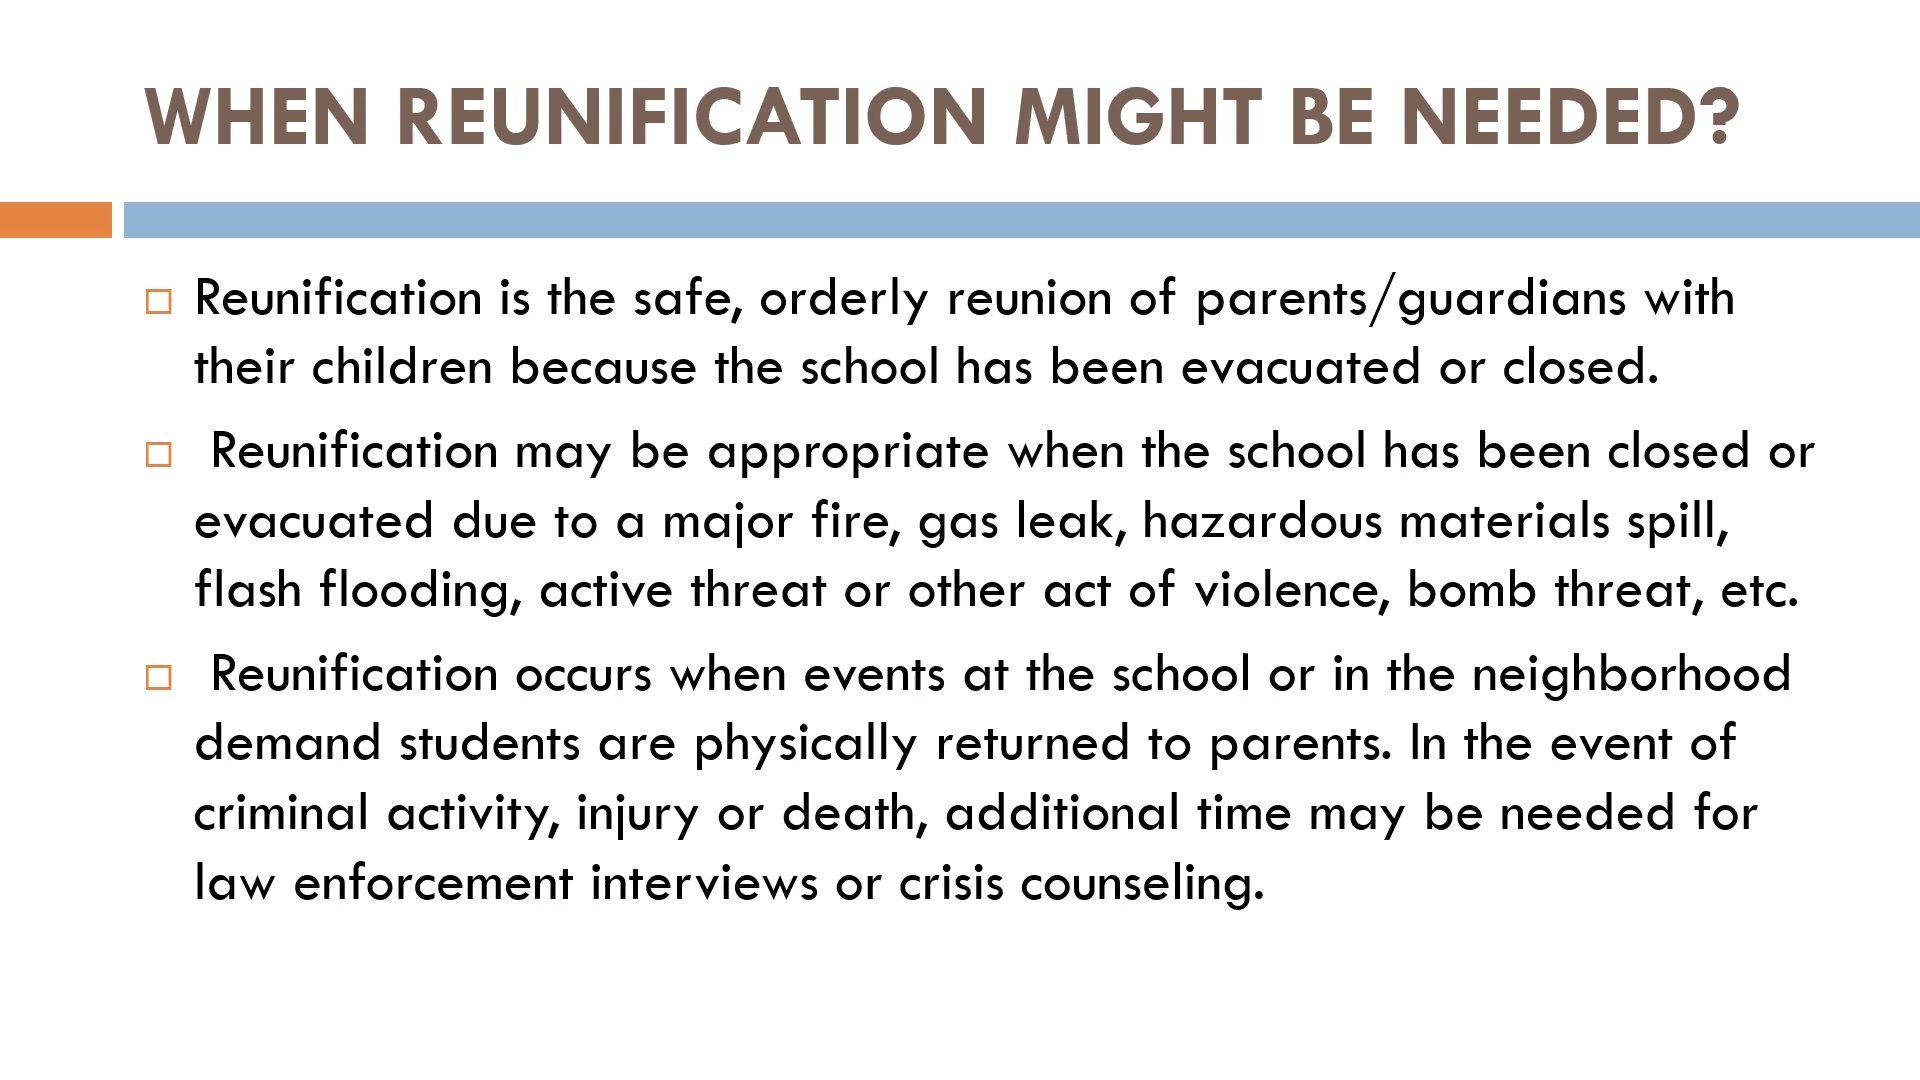 WHEN REUNIFICATION MIGHT BE NEEDED?
Reunification is the safe, orderly reunion of parents/guardians with
their children because the school has been evacuated or closed.
Reunification may be appropriate when the school has been closed or
evacuated due to a major fire, gas leak, hazardous materials spill,
flash flooding, active threat or other act of violence, bomb threat, etc.
Reunification occurs when events at the school or in the neighborhood
demand students are physically returned to parents. In the event of
criminal activity, injury or death, additional time may be needed for
law enforcement interviews or crisis counseling.